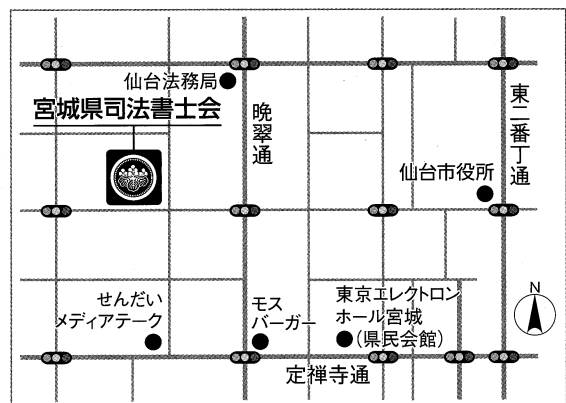 仙台法務局
宮城県司法書士会
晩翠通
東二番丁通
仙台市役所
せんだい
メディアテーク
モス
バーガー
東京エレクトロン
ホール宮城
(県民会館)
N
定禅寺通